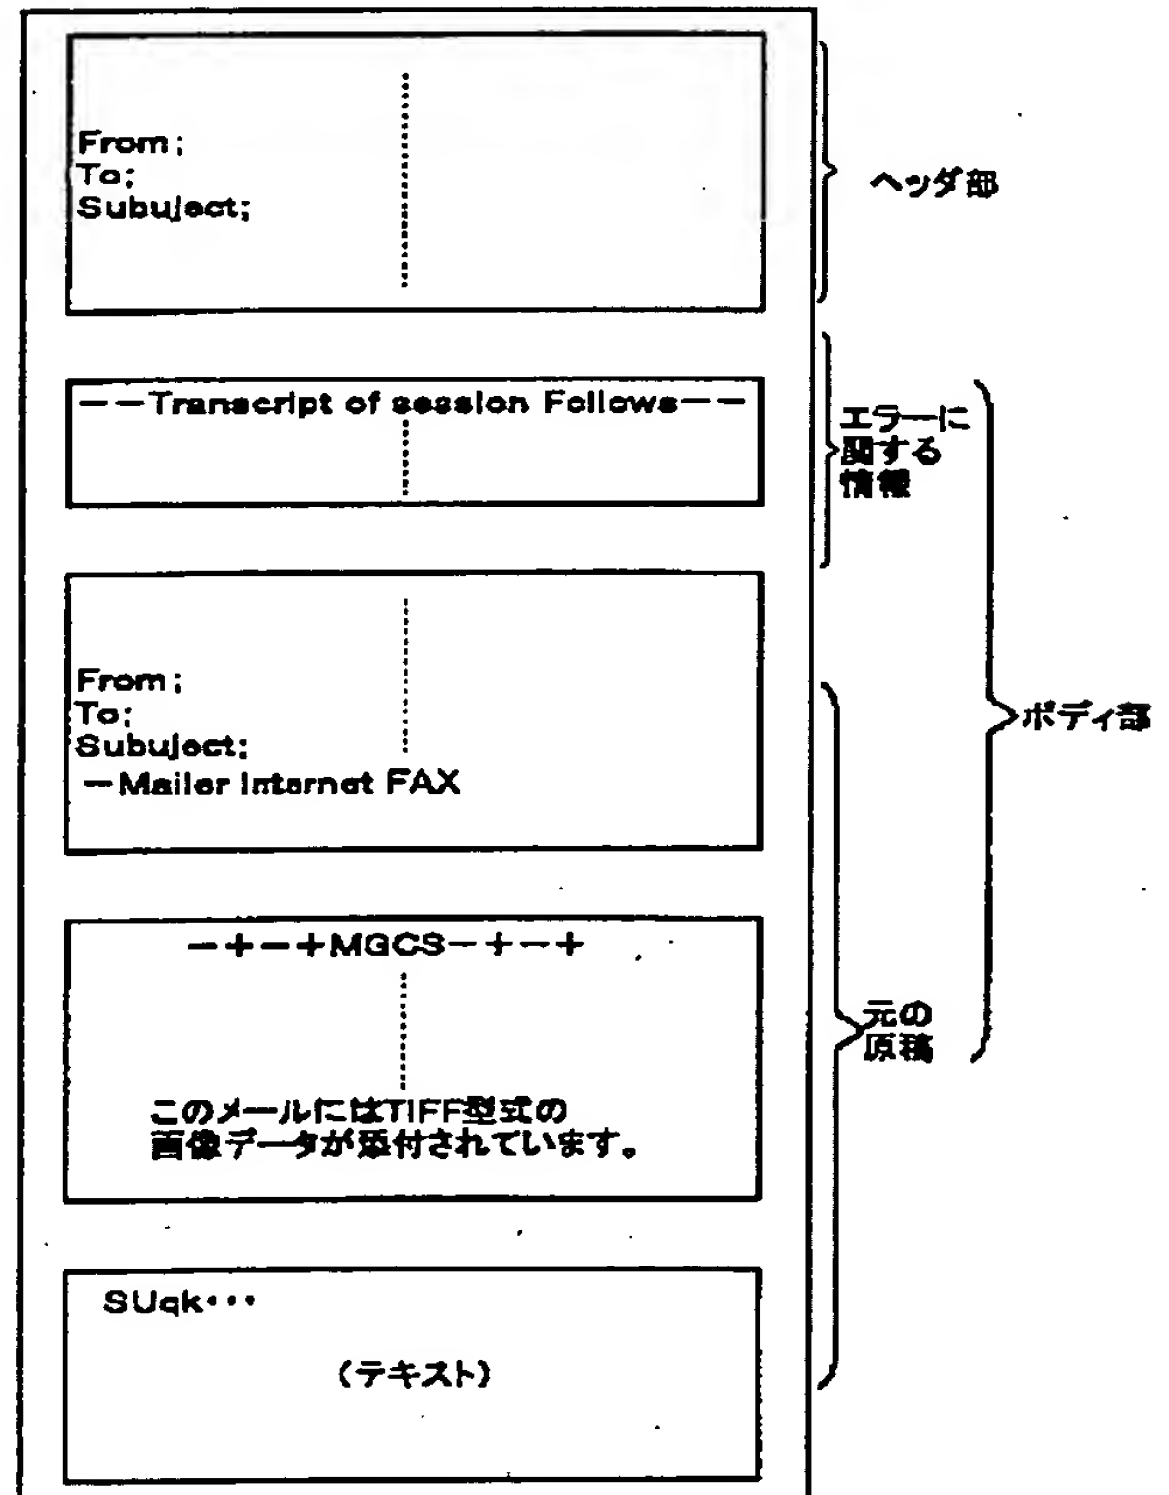 From;
To;
Subuject;
ヘッダ部
－－Transcript of session Follows－－
エラーに
関する
情報
From;
To;
Subuject;
－Mailer Internet FAX
ボディ部
－＋－＋MGCS－＋－＋
このメールにはTIFF型式の
画像データが添付されています。
元の
原稿
SUqk・・・
(テキスト)